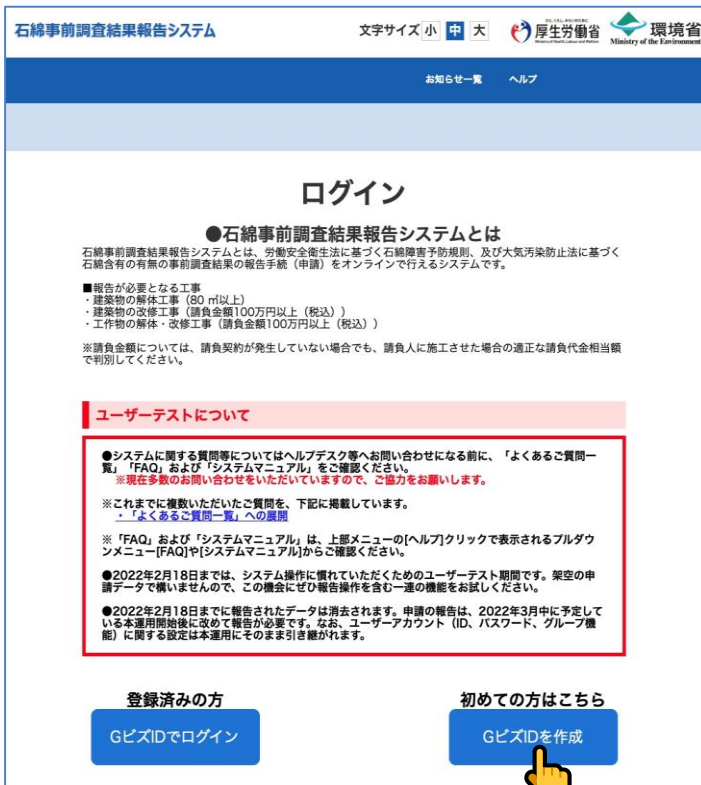 石綿事前調査結果報告システム
文字サイズ 小 中 大
厚生労働省
Ministry of Health, Labour and Welfare
環境省
Ministry of the Environment
お知らせ一覧 ヘルプ
ログイン
●石綿事前調査結果報告システムとは
石綿事前調査結果報告システムとは、労働安全衛生法に基づく石綿障害予防規則、及び大気汚染防止法に基づく
石綿含有の有無の事前調査結果の報告手続（申請）をオンラインで行えるシステムです。
■報告が必要となる工事
・建築物の解体工事（80 ㎡以上）
・建築物の改修工事（請負金額100万円以上（税込））
・工作物の解体・改修工事（請負金額100万円以上（税込））
※請負金額については、請負契約が発生していない場合でも、請負人に施工させた場合の適正な請負代金相当額
で判別してください。
ユーザーテストについて
●システムに関する質問等についてはヘルプデスク等へお問い合わせになる前に、「よくあるご質問一
覧」「FAQ」および「システムマニュアル」をご確認ください。
※現在多数のお問い合わせをいただいていますので、ご協力をお願いします。
※これまでに複数いただいたご質問を、下記に掲載しています。
・「よくあるご質問一覧」への展開
※「FAQ」および「システムマニュアル」は、上部メニューの[ヘルプ]クリックで表示されるプルダウ
ンメニュー[FAQ]や[システムマニュアル]からご確認ください。
●2022年2月18日までは、システム操作に慣れていただくためのユーザーテスト期間です。架空の申
請データで構いませんので、この機会にぜひ報告操作を含む一連の機能をお試しください。
●2022年2月18日までに報告されたデータは消去されます。申請の報告は、2022年3月中に予定して
いる本運用開始後に改めて報告が必要です。なお、ユーザーアカウント（ID、パスワード、グループ機
能）に関する設定は本運用にそのまま引き継がれます。
登録済みの方
GビズIDでログイン
初めての方はこちら
GビズIDを作成